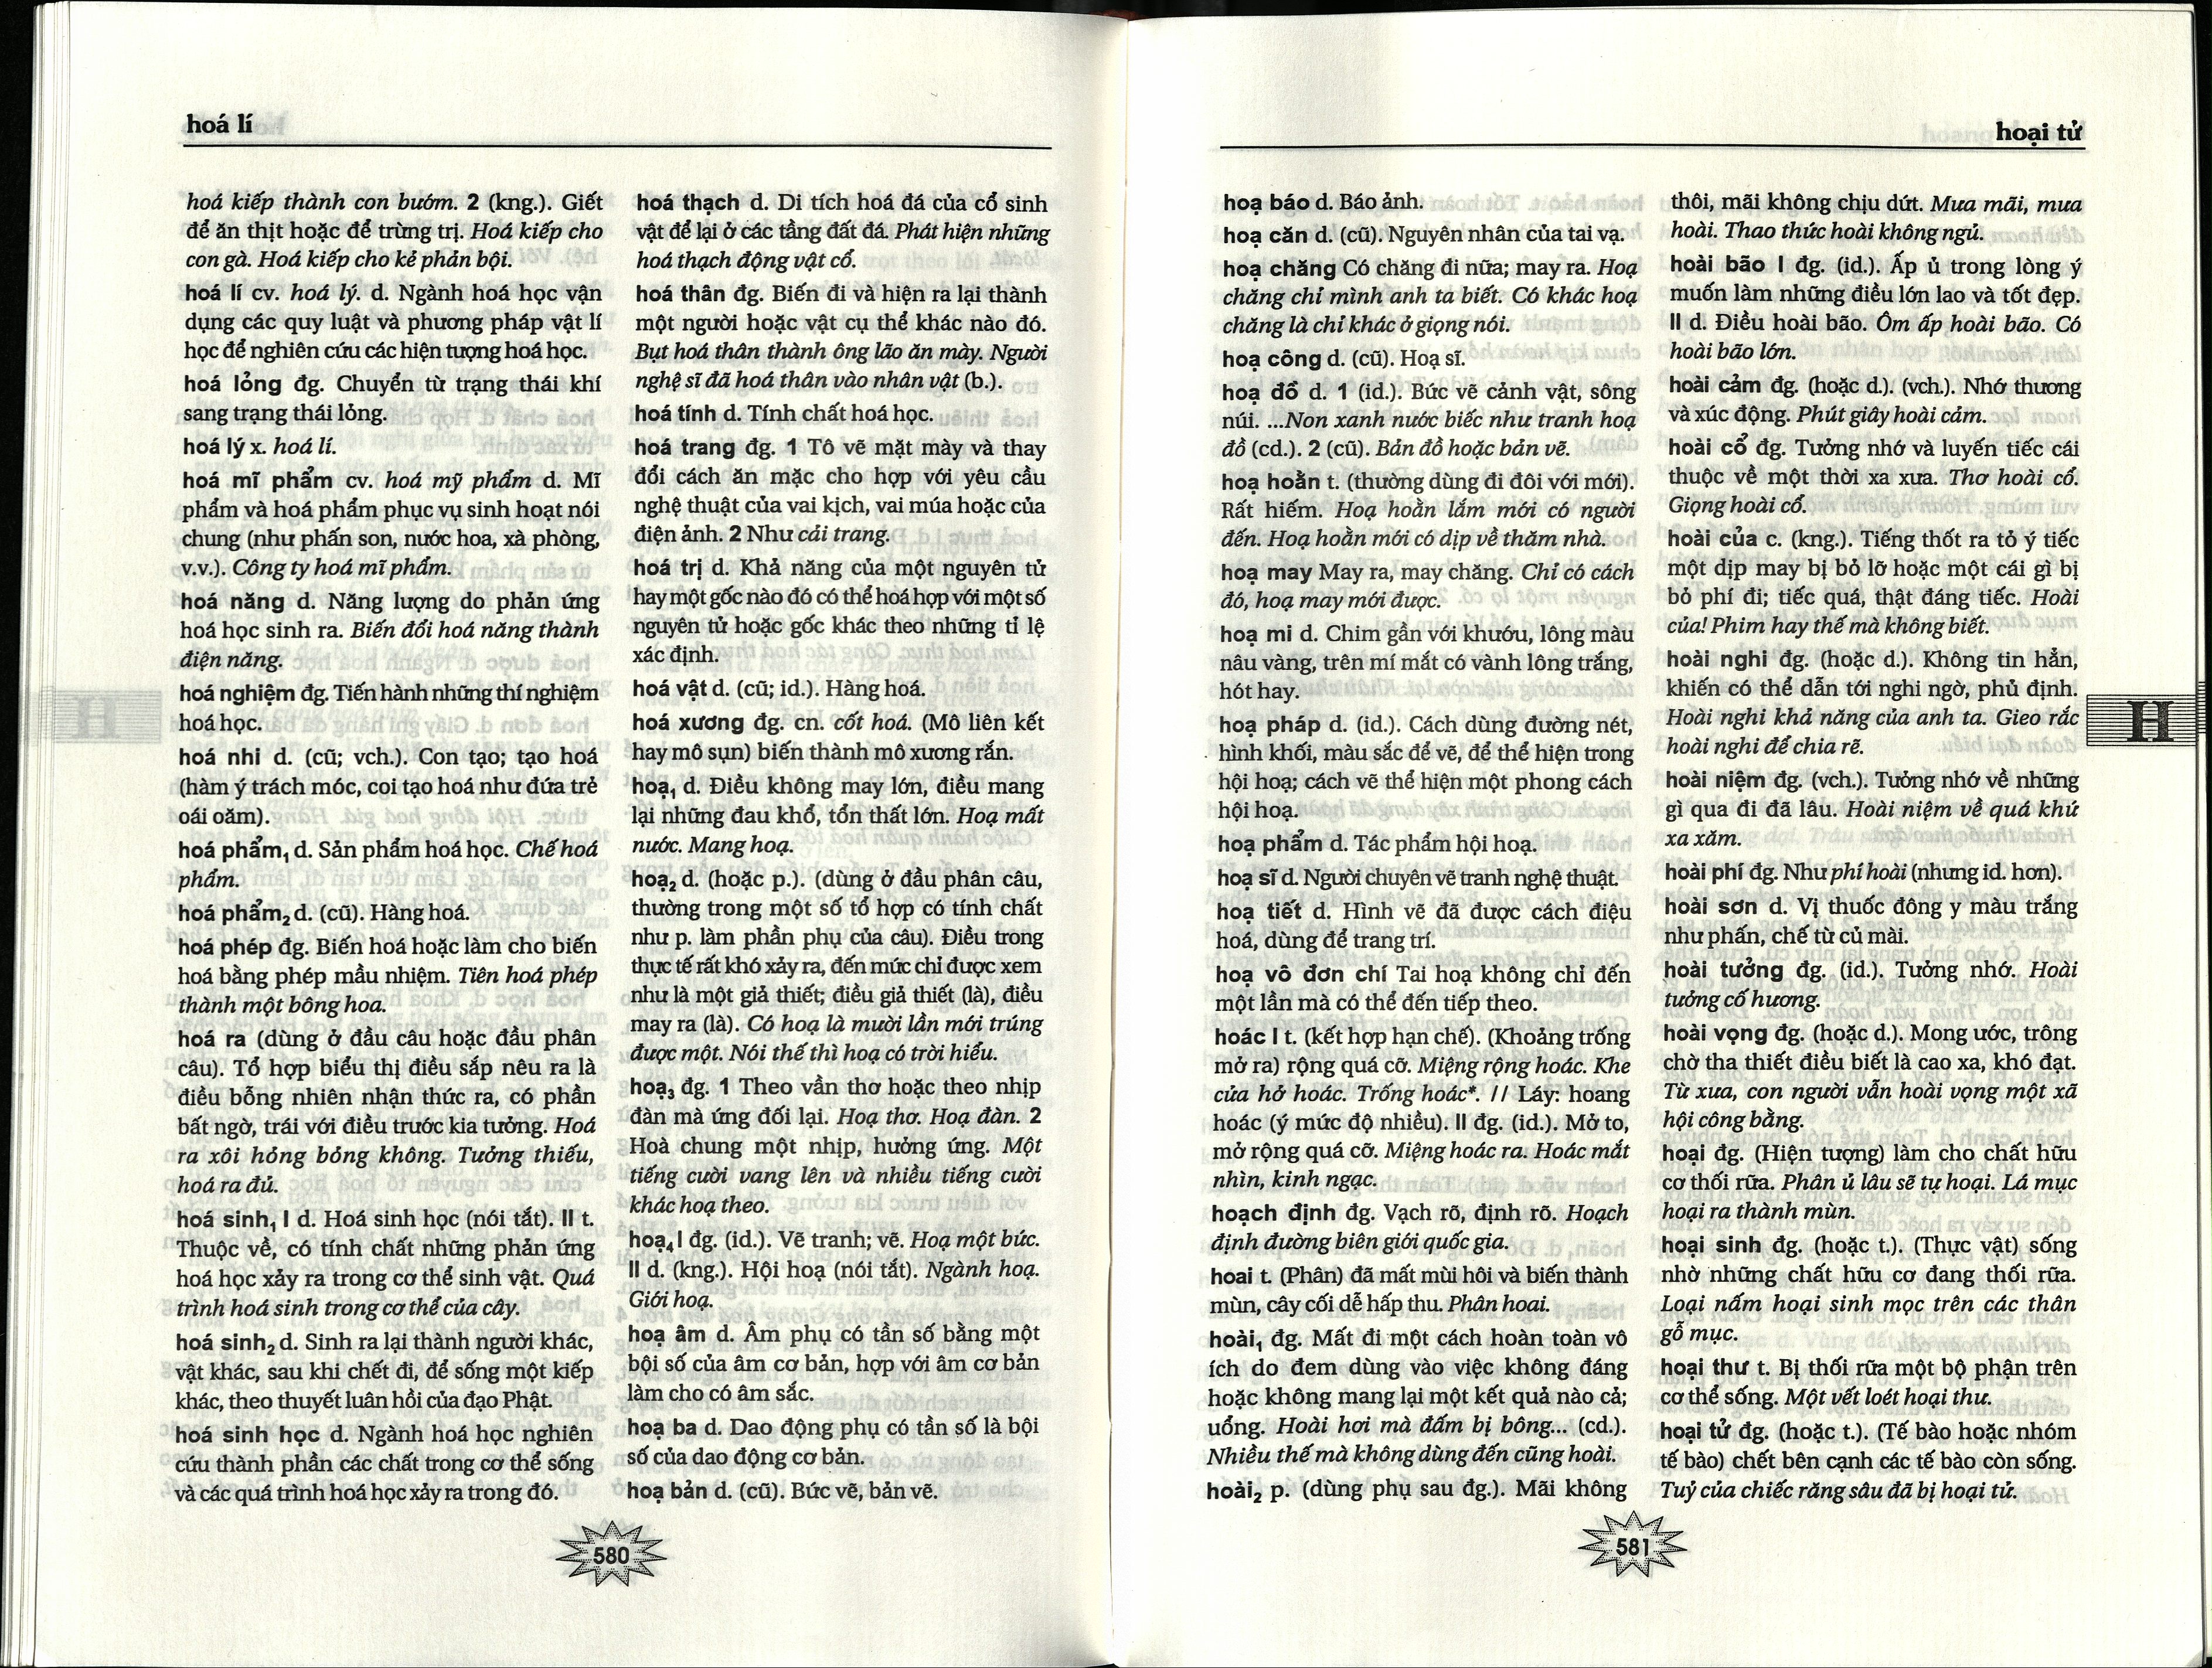 hoá lí
hoá kiếp thành con bướm. 2 (kng.). Giết
để ăn thịt hoặc để trừng trị. Hoá kiếp cho
con gà. Hoá kiếp cho kẻ phản bội.
hoá lí cv. hoá lý. d. Ngành hoá học vận
dụng các quy luật và phương pháp vật lí
học để nghiên cứu các hiện tượng hoá học.
hoá lỏng đg. Chuyển từ trạng thái khí
sang trạng thái lỏng.
hoá lý x. hoá lí.
hoá mĩ phẩm cv. hoá mỹ phẩm d. Mĩ
phẩm và hoá phẩm phục vụ sinh hoạt nói
chung (như phấn son, nước hoa, xà phòng,
v.v.). Công ty hoá mĩ phẩm.
hoá năng d. Năng lượng do phản ứng
hoá học sinh ra. Biến đổi hoá năng thành
điện năng.
hoá nghiệm đg. Tiến hành những thí nghiệm
hoá học.
hoá nhi d. (cũ; vch.). Con tạo; tạo hoá
(hàm ý trách móc, coi tạo hoá như đứa trẻ
oái oăm).
hoá phẩm₁ d. Sản phẩm hoá học. Chế hoá
phẩm.
hoá phẩm₂ d. (cũ). Hàng hoá.
hoá phép đg. Biến hoá hoặc làm cho biến
hoá bằng phép mầu nhiệm. Tiên hoá phép
thành một bông hoa.
hoá ra (dùng ở đầu câu hoặc đầu phân
câu). Tổ hợp biểu thị điều sắp nêu ra là
điều bỗng nhiên nhận thức ra, có phần
bất ngờ, trái với điều trước kia tưởng. Hoá
ra xôi hỏng bỏng không. Tưởng thiếu,
hoá ra đủ.
hoá sinh₁ I d. Hoá sinh học (nói tắt). II t.
Thuộc về, có tính chất những phản ứng
hoá học xảy ra trong cơ thể sinh vật. Quá
trình hoá sinh trong cơ thể của cây.
hoá sinh₂ d. Sinh ra lại thành người khác,
vật khác, sau khi chết đi, để sống một kiếp
khác, theo thuyết luân hồi của đạo Phật.
hoá sinh học d. Ngành hoá học nghiên
cứu thành phần các chất trong cơ thể sống
và các quá trình hoá học xảy ra trong đó.
hoá thạch d. Di tích hoá đá của cổ sinh
vật để lại ở các tầng đất đá. Phát hiện những
hoá thạch động vật cổ.
hoá thân đg. Biến đi và hiện ra lại thành
một người hoặc vật cụ thể khác nào đó.
Bụt hoá thân thành ông lão ăn mày. Người
nghệ sĩ đã hoá thân vào nhân vật (b.).
hoá tính d. Tính chất hoá học.
hoá trang đg. 1 Tô vẽ mặt mày và thay
đổi cách ăn mặc cho hợp với yêu cầu
nghệ thuật của vai kịch, vai múa hoặc của
điện ảnh. 2 Như cải trang.
hoá trị d. Khả năng của một nguyên tử
hay một gốc nào đó có thể hoá hợp với một số
nguyên tử hoặc gốc khác theo những tỉ lệ
xác định.
hoá vật d. (cũ; id.). Hàng hoá.
hoá xương đg. cn. cốt hoá. (Mô liên kết
hay mô sụn) biến thành mô xương rắn.
hoạ₁ d. Điều không may lớn, điều mang
lại những đau khổ, tổn thất lớn. Hoạ mất
nước. Mang hoạ.
hoạ₂ d. (hoặc p.). (dùng ở đầu phân câu,
thường trong một số tổ hợp có tính chất
như p. làm phần phụ của câu). Điều trong
thực tế rất khó xảy ra, đến mức chỉ được xem
như là một giả thiết; điều giả thiết (là), điều
may ra (là). Có hoạ là mười lần mới trúng
được một. Nói thế thì hoạ có trời hiểu.
hoạ₃ đg. 1 Theo vần thơ hoặc theo nhịp
đàn mà ứng đối lại. Hoạ thơ. Hoạ đàn. 2
Hoà chung một nhịp, hưởng ứng. Một
tiếng cười vang lên và nhiều tiếng cười
khác hoạ theo.
hoạ₄ I đg. (id.). Vẽ tranh; vẽ. Hoạ một bức.
II d. (kng.). Hội hoạ (nói tắt). Ngành hoạ.
Giới hoạ.
hoạ âm d. Âm phụ có tần số bằng một
bội số của âm cơ bản, hợp với âm cơ bản
làm cho có âm sắc.
hoạ ba d. Dao động phụ có tần số là bội
số của dao động cơ bản.
hoạ bản d. (cũ). Bức vẽ, bản vẽ.
580
hoại tử
hoạ báo d. Báo ảnh.
hoạ căn d. (cũ). Nguyên nhân của tai vạ.
hoạ chăng Có chăng đi nữa; may ra. Hoạ
chăng chỉ mình anh ta biết. Có khác hoạ
chăng là chỉ khác ở giọng nói.
hoạ công d. (cũ). Hoạ sĩ.
hoạ đồ d. 1 (id.). Bức vẽ cảnh vật, sông
núi. ...Non xanh nước biếc như tranh hoạ
đồ (cd.). 2 (cũ). Bản đồ hoặc bản vẽ.
hoạ hoằn t. (thường dùng đi đôi với mới).
Rất hiếm. Hoạ hoằn lắm mới có người
đến. Hoạ hoằn mới có dịp về thăm nhà.
hoạ may May ra, may chăng. Chỉ có cách
đó, hoạ may mới được.
hoạ mi d. Chim gần với khướu, lông màu
nâu vàng, trên mí mắt có vành lông trắng,
hót hay.
hoạ pháp d. (id.). Cách dùng đường nét,
hình khối, màu sắc để vẽ, để thể hiện trong
hội hoạ; cách vẽ thể hiện một phong cách
hội hoạ.
hoạ phẩm d. Tác phẩm hội hoạ.
hoạ sĩ d. Người chuyên vẽ tranh nghệ thuật.
hoạ tiết d. Hình vẽ đã được cách điệu
hoá, dùng để trang trí.
hoạ vô đơn chí Tai hoạ không chỉ đến
một lần mà có thể đến tiếp theo.
hoác I t. (kết hợp hạn chế). (Khoảng trống
mở ra) rộng quá cỡ. Miệng rộng hoác. Khe
cửa hở hoác. Trống hoác*. // Láy: hoang
hoác (ý mức độ nhiều). II đg. (id.). Mở to,
mở rộng quá cỡ. Miệng hoác ra. Hoác mắt
nhìn, kinh ngạc.
hoạch định đg. Vạch rõ, định rõ. Hoạch
định đường biên giới quốc gia.
hoai t. (Phân) đã mất mùi hôi và biến thành
mùn, cây cối dễ hấp thu. Phân hoai.
hoài₁ đg. Mất đi một cách hoàn toàn vô
ích do đem dùng vào việc không đáng
hoặc không mang lại một kết quả nào cả;
uổng. Hoài hơi mà đấm bị bông... (cd.).
Nhiều thế mà không dùng đến cũng hoài.
hoài₂ p. (dùng phụ sau đg.). Mãi không
thôi, mãi không chịu dứt. Mưa mãi, mưa
hoài. Thao thức hoài không ngủ.
hoài bão I đg. (id.). Ấp ủ trong lòng ý
muốn làm những điều lớn lao và tốt đẹp.
II d. Điều hoài bão. Ôm ấp hoài bão. Có
hoài bão lớn.
hoài cảm đg. (hoặc d.). (vch.). Nhớ thương
và xúc động. Phút giây hoài cảm.
hoài cổ đg. Tưởng nhớ và luyến tiếc cái
thuộc về một thời xa xưa. Thơ hoài cổ.
Giọng hoài cổ.
hoài của c. (kng.). Tiếng thốt ra tỏ ý tiếc
một dịp may bị bỏ lỡ hoặc một cái gì bị
bỏ phí đi; tiếc quá, thật đáng tiếc. Hoài
của! Phim hay thế mà không biết.
hoài nghi đg. (hoặc d.). Không tin hẳn,
khiến có thể dẫn tới nghi ngờ, phủ định.
Hoài nghi khả năng của anh ta. Gieo rắc
hoài nghi để chia rẽ.
hoài niệm đg. (vch.). Tưởng nhớ về những
gì qua đi đã lâu. Hoài niệm về quá khứ
xa xăm.
hoài phí đg. Như phí hoài (nhưng id. hơn).
hoài sơn d. Vị thuốc đông y màu trắng
như phấn, chế từ củ mài.
hoài tưởng đg. (id.). Tưởng nhớ. Hoài
tưởng cố hương.
hoài vọng đg. (hoặc d.). Mong ước, trông
chờ tha thiết điều biết là cao xa, khó đạt.
Từ xưa, con người vẫn hoài vọng một xã
hội công bằng.
hoại đg. (Hiện tượng) làm cho chất hữu
cơ thối rữa. Phân ủ lâu sẽ tự hoại. Lá mục
hoại ra thành mùn.
hoại sinh đg. (hoặc t.). (Thực vật) sống
nhờ những chất hữu cơ đang thối rữa.
Loại nấm hoại sinh mọc trên các thân
gỗ mục.
hoại thư t. Bị thối rữa một bộ phận trên
cơ thể sống. Một vết loét hoại thư.
hoại tử đg. (hoặc t.). (Tế bào hoặc nhóm
tế bào) chết bên cạnh các tế bào còn sống.
Tuỷ của chiếc răng sâu đã bị hoại tử.
H
581